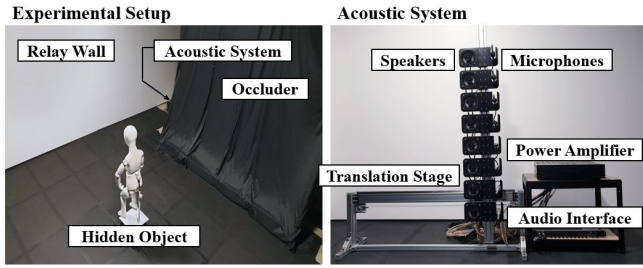 Experimental Setup
Acoustic System
Relay Wall
Acoustic System
Occluder
Hidden Object
Speakers
Microphones
Power Amplifier
Translation Stage
Audio Interface